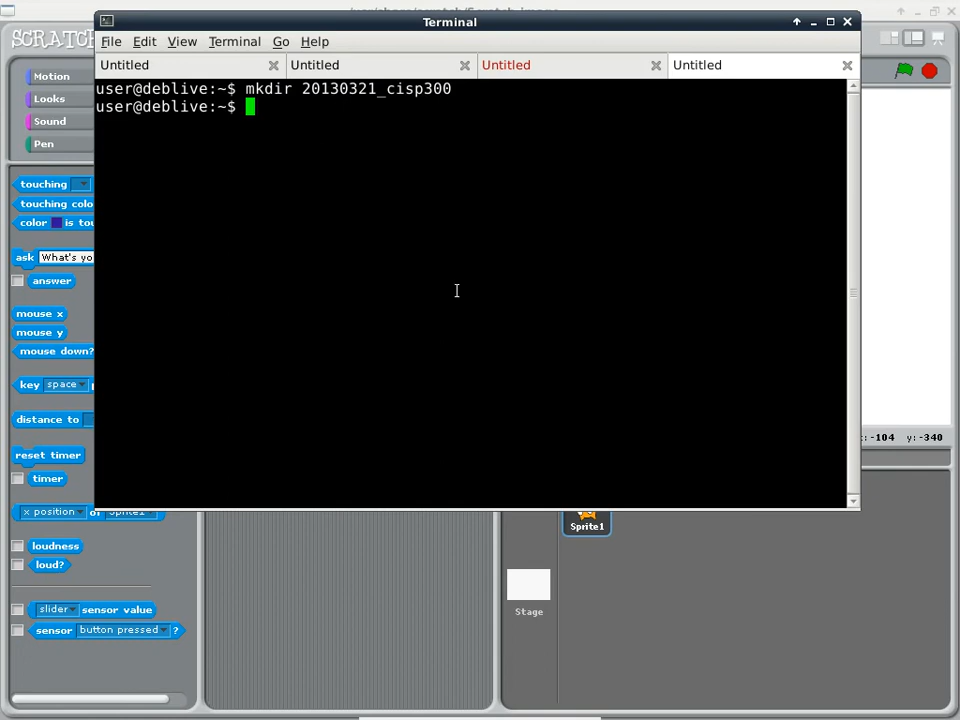 Terminal
File Edit View Terminal Go Help
Untitled Untitled Untitled Untitled
user@deblive:~$ mkdir 20130321_cisp300
user@deblive:~$
SCRATCH
Motion
Looks
Sound
Pen
touching
touching colo
color is tou
ask What's yo
answer
mouse x
mouse y
mouse down?
key space
distance to
reset timer
timer
x position of Sprite1
loudness
loud?
slider sensor value
sensor button pressed ?
x:-104 y:-340
Sprite1
Stage